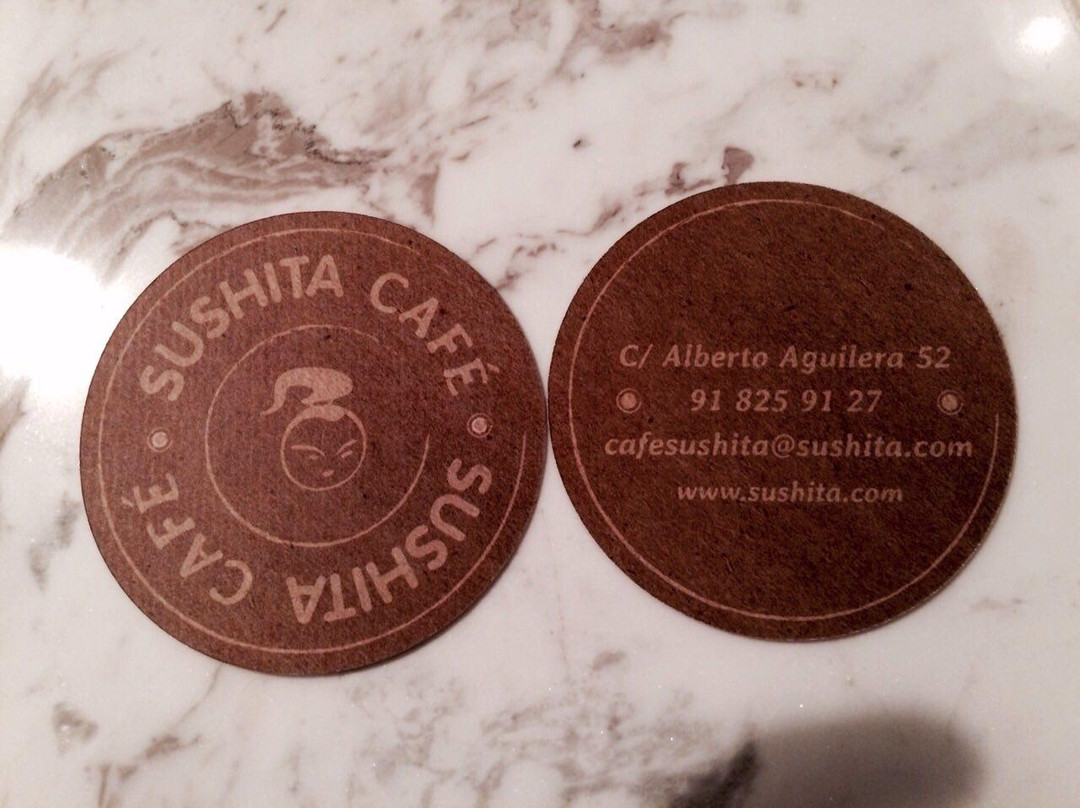 SUSHITA CAFÉ
SUSHITA CAFÉ
C/ Alberto Aguilera 52
91 825 91 27
cafesushita@sushita.com
www.sushita.com